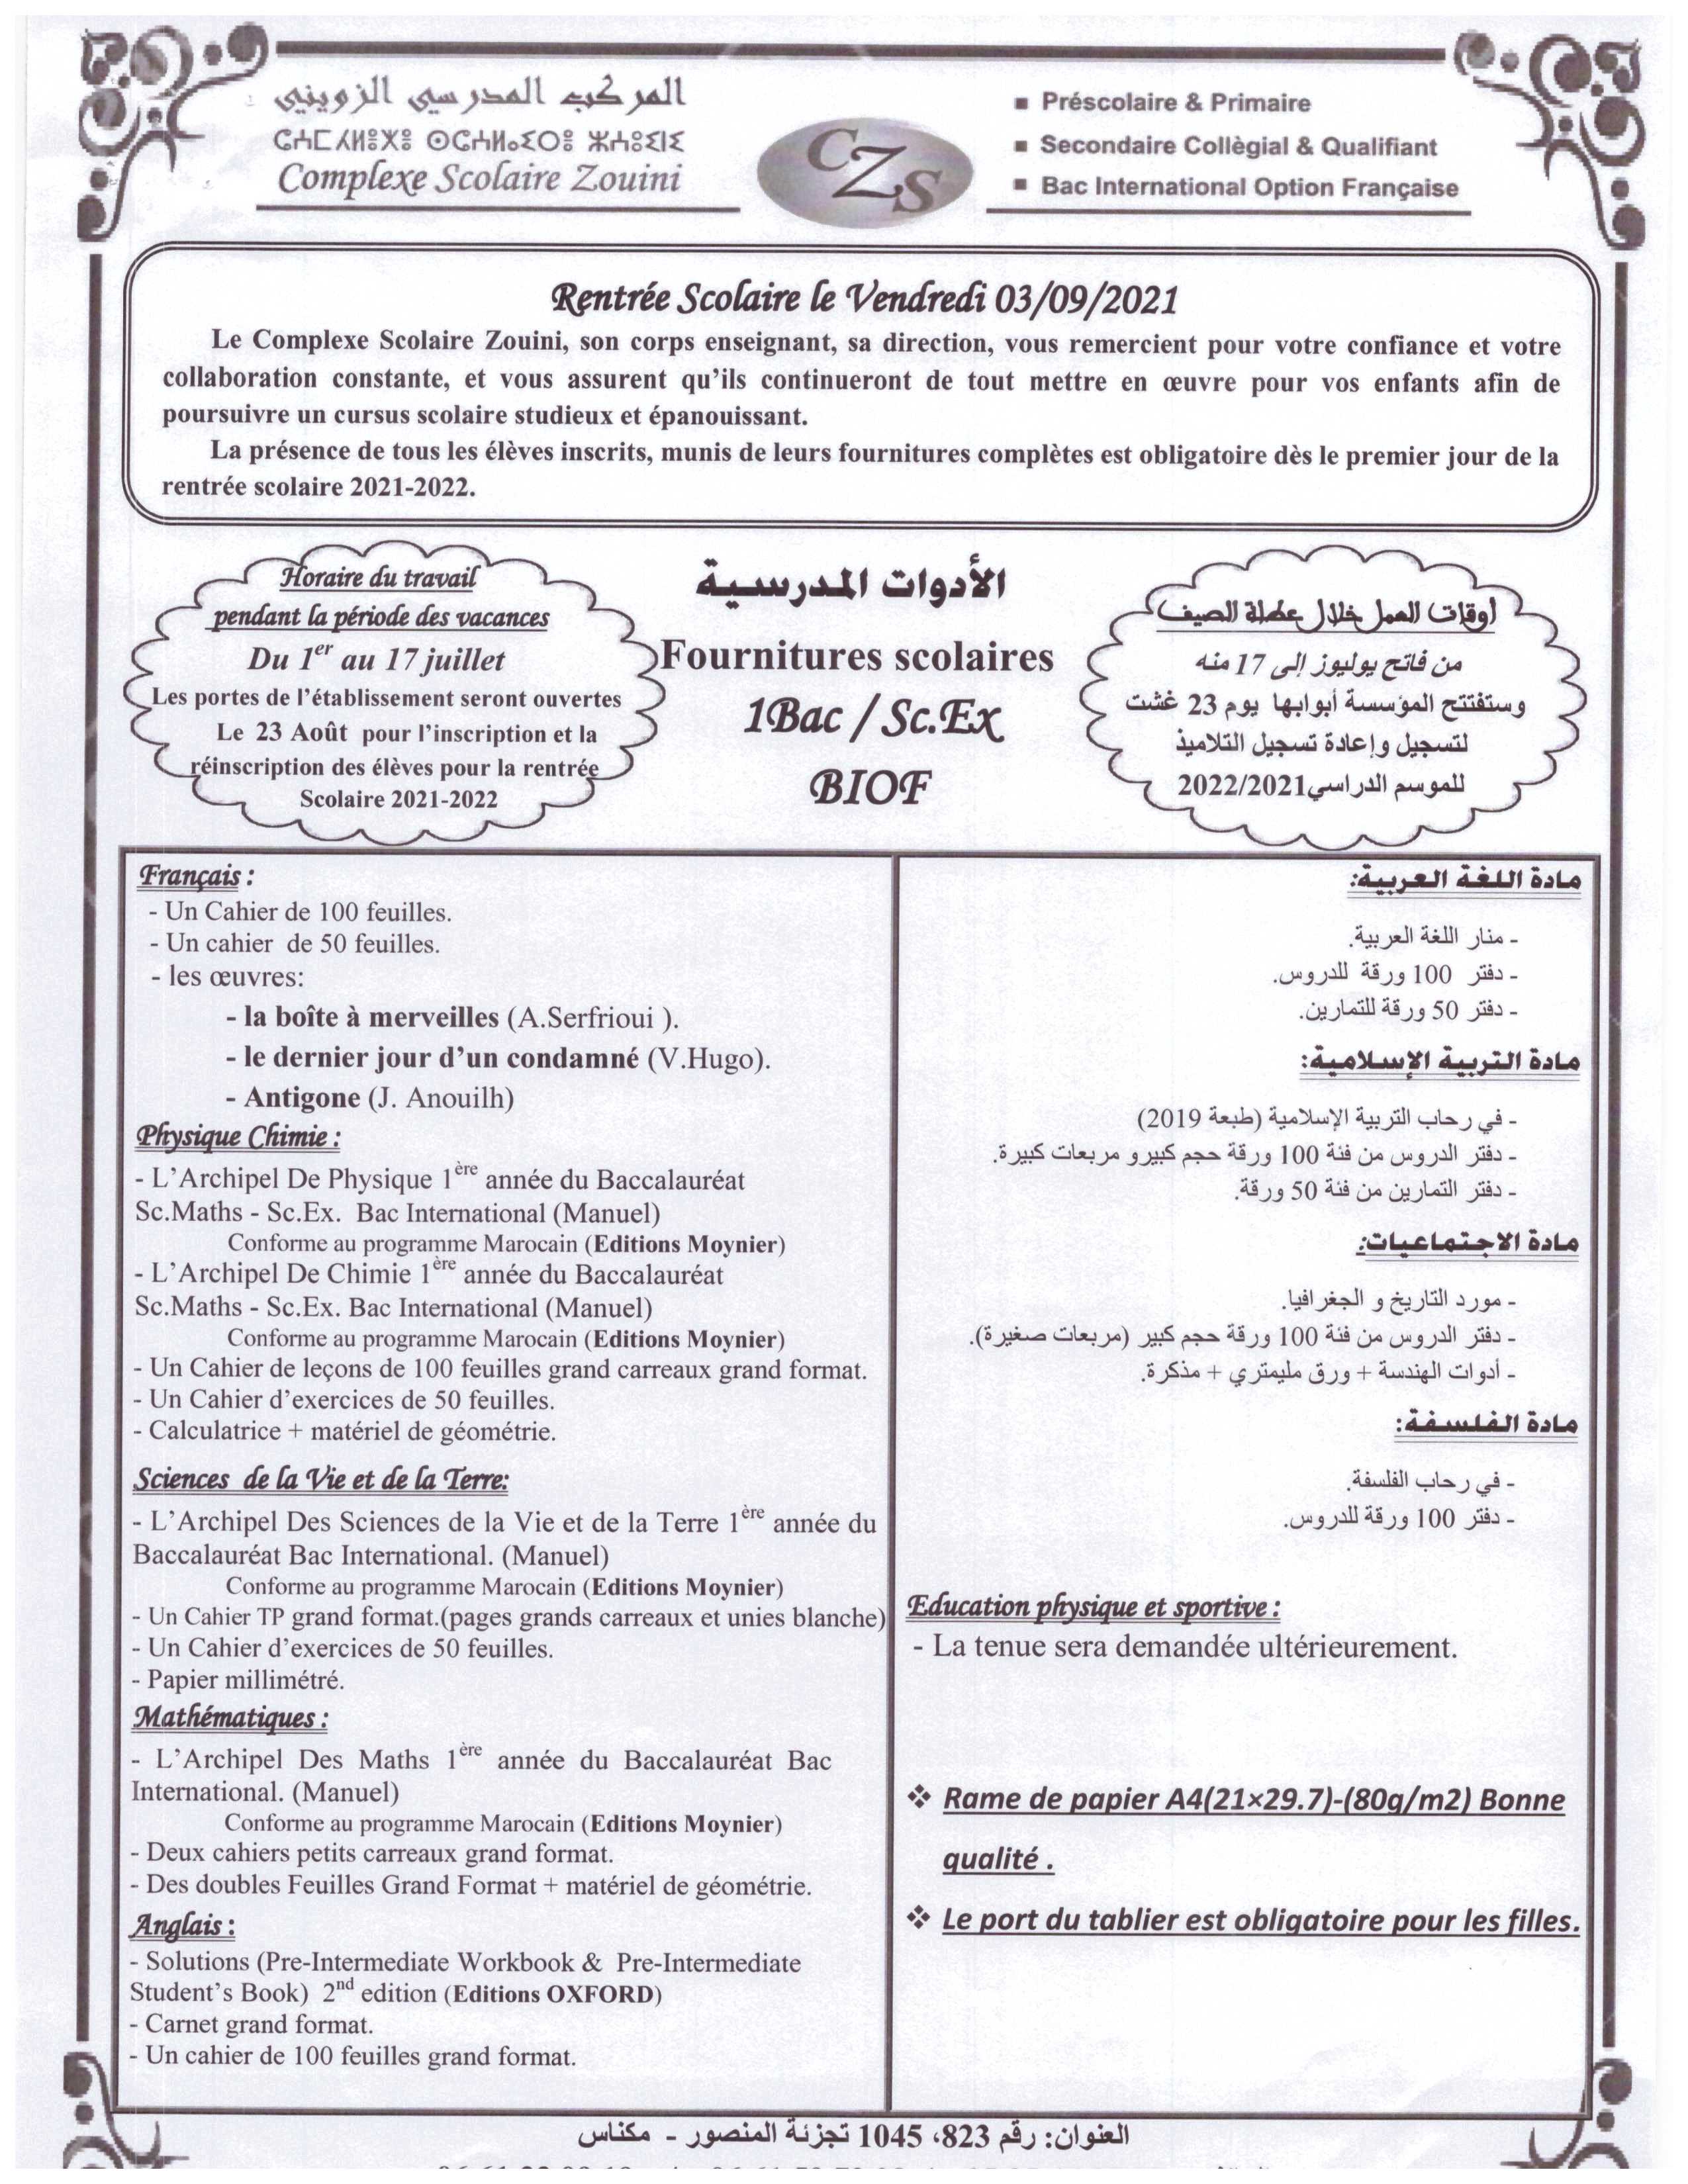 المركب المدرسي الزويني
Complexe Scolaire Zouini
CZS
▪ Préscolaire & Primaire
▪ Secondaire Collègial & Qualifiant
▪ Bac International Option Française
Rentrée Scolaire le Vendredi 03/09/2021
Le Complexe Scolaire Zouini, son corps enseignant, sa direction, vous remercient pour votre confiance et votre
collaboration constante, et vous assurent qu'ils continueront de tout mettre en œuvre pour vos enfants afin de
poursuivre un cursus scolaire studieux et épanouissant.
La présence de tous les élèves inscrits, munis de leurs fournitures complètes est obligatoire dès le premier jour de la
rentrée scolaire 2021-2022.
Horaire du travail
pendant la période des vacances
Du 1er au 17 juillet
Les portes de l'établissement seront ouvertes
Le 23 Août pour l'inscription et la
réinscription des élèves pour la rentrée
Scolaire 2021-2022
الأدوات المدرسية
Fournitures scolaires
1Bac / Sc.Ex
BIOF
أوقات العمل خلال عطلة الصيف
من فاتح يوليوز إلى 17 منه
وستفتتح المؤسسة أبوابها يوم 23 غشت
لتسجيل وإعادة تسجيل التلاميذ
للموسم الدراسي2022/2021
Français :
- Un Cahier de 100 feuilles.
- Un cahier de 50 feuilles.
- les œuvres:
- la boîte à merveilles (A.Serfrioui ).
- le dernier jour d'un condamné (V.Hugo).
- Antigone (J. Anouilh)
Physique Chimie :
- L'Archipel De Physique 1ère année du Baccalauréat
Sc.Maths - Sc.Ex. Bac International (Manuel)
Conforme au programme Marocain (Editions Moynier)
- L'Archipel De Chimie 1ère année du Baccalauréat
Sc.Maths - Sc.Ex. Bac International (Manuel)
Conforme au programme Marocain (Editions Moynier)
- Un Cahier de leçons de 100 feuilles grand carreaux grand format.
- Un Cahier d'exercices de 50 feuilles.
- Calculatrice + matériel de géométrie.
Sciences de la Vie et de la Terre:
- L'Archipel Des Sciences de la Vie et de la Terre 1ère année du
Baccalauréat Bac International. (Manuel)
Conforme au programme Marocain (Editions Moynier)
- Un Cahier TP grand format.(pages grands carreaux et unies blanche)
- Un Cahier d'exercices de 50 feuilles.
- Papier millimétré.
Mathématiques :
- L'Archipel Des Maths 1ère année du Baccalauréat Bac
International. (Manuel)
Conforme au programme Marocain (Editions Moynier)
- Deux cahiers petits carreaux grand format.
- Des doubles Feuilles Grand Format + matériel de géométrie.
Anglais :
- Solutions (Pre-Intermediate Workbook & Pre-Intermediate
Student's Book) 2nd edition (Editions OXFORD)
- Carnet grand format.
- Un cahier de 100 feuilles grand format.
مادة اللغة العربية:
- منار اللغة العربية.
- دفتر 100 ورقة للدروس.
- دفتر 50 ورقة للتمارين.
مادة التربية الإسلامية:
- في رحاب التربية الإسلامية (طبعة 2019)
- دفتر الدروس من فئة 100 ورقة حجم كبيرو مربعات كبيرة.
- دفتر التمارين من فئة 50 ورقة.
مادة الاجتماعيات:
- مورد التاريخ و الجغرافيا.
- دفتر الدروس من فئة 100 ورقة حجم كبير (مربعات صغيرة).
- أدوات الهندسة + ورق مليمتري + مذكرة.
مادة الفلسفة:
- في رحاب الفلسفة.
- دفتر 100 ورقة للدروس.
Education physique et sportive :
- La tenue sera demandée ultérieurement.
❖ Rame de papier A4(21×29.7)-(80g/m2) Bonne
qualité .
❖ Le port du tablier est obligatoire pour les filles.
العنوان: رقم 823، 1045 تجزئة المنصور - مكناس